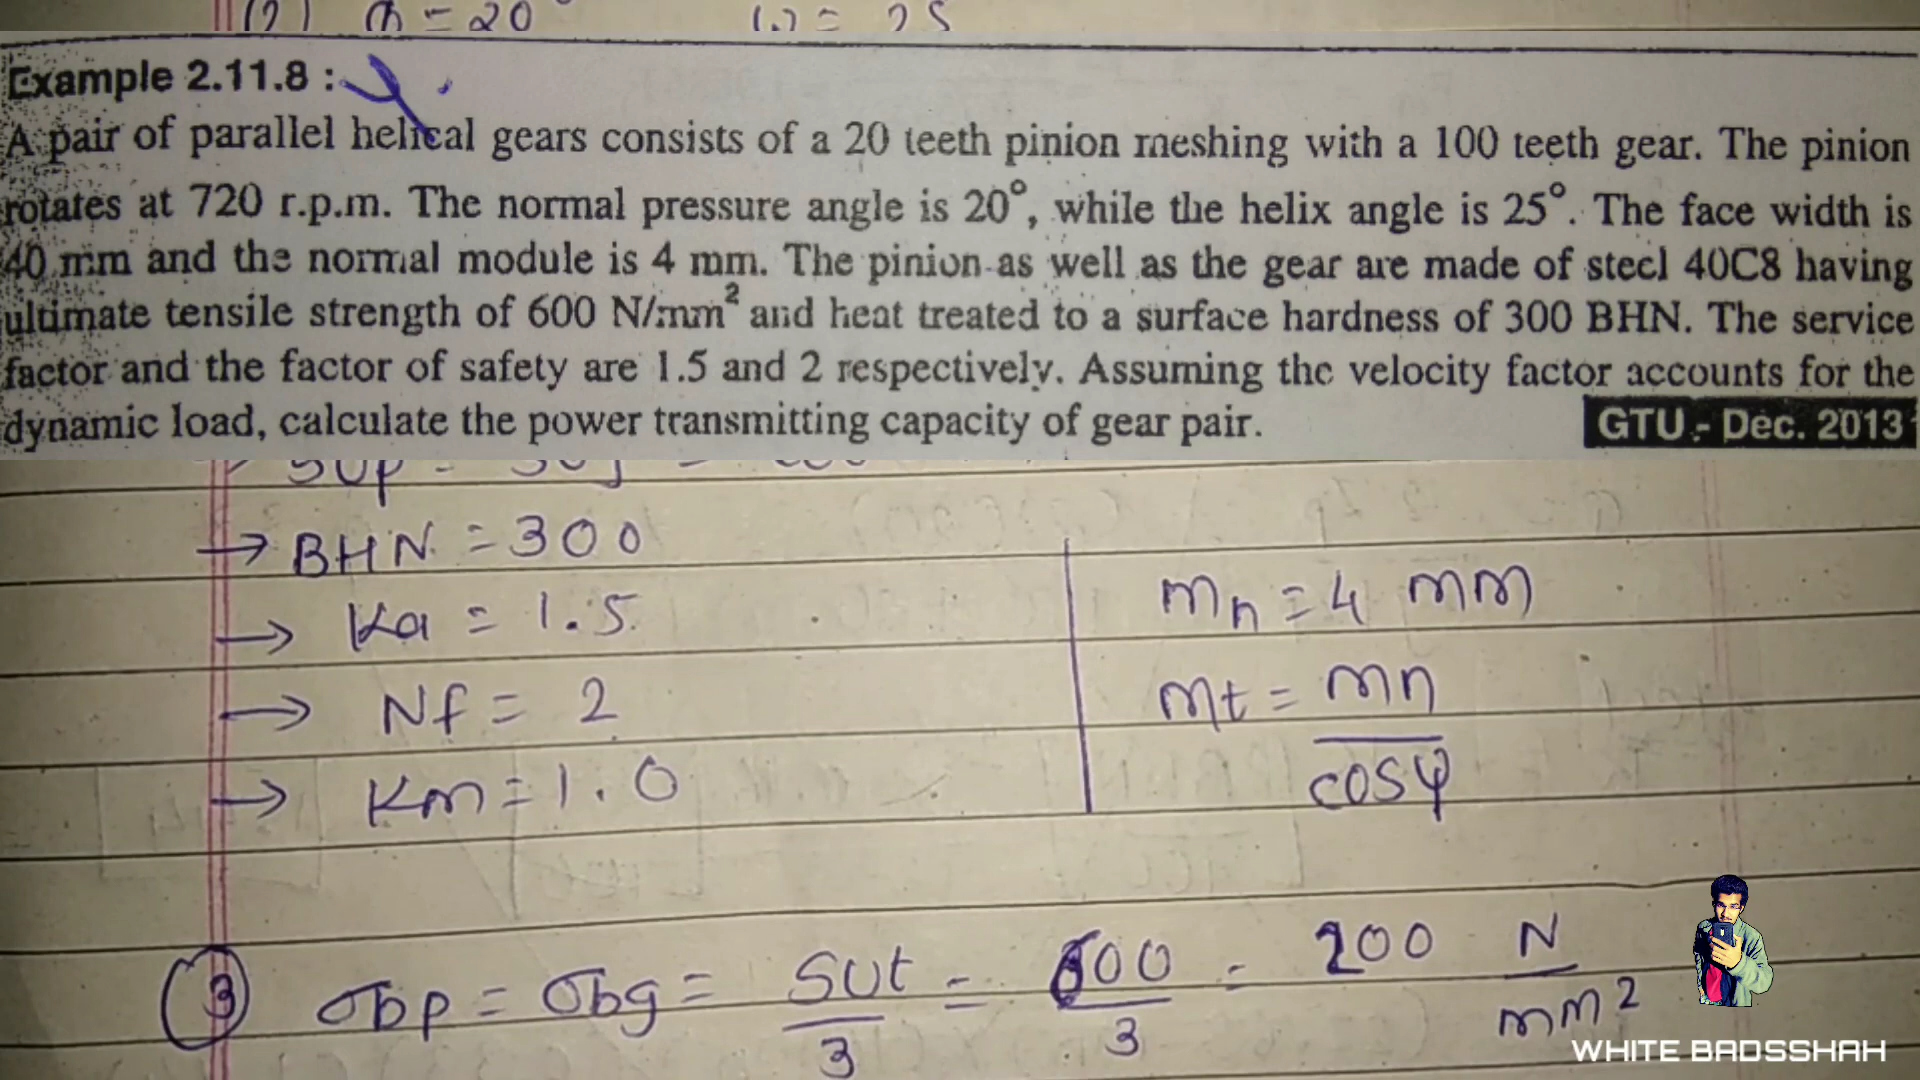 (2) α = 20° ψ = 25
Example 2.11.8 :
A pair of parallel helical gears consists of a 20 teeth pinion meshing with a 100 teeth gear. The pinion
rotates at 720 r.p.m. The normal pressure angle is 20°, while the helix angle is 25°. The face width is
40 mm and the normal module is 4 mm. The pinion as well as the gear are made of steel 40C8 having
ultimate tensile strength of 600 N/mm² and heat treated to a surface hardness of 300 BHN. The service
factor and the factor of safety are 1.5 and 2 respectively. Assuming the velocity factor accounts for the
dynamic load, calculate the power transmitting capacity of gear pair.
GTU - Dec. 2013
→ BHN = 300
→ Ka = 1.5
→ Nf = 2
→ Km = 1.0
mn = 4 mm
mt = mn
cosψ
③ σbp = σbg = Sut / 3 = 600 / 3 = 200 N / mm²
WHITE BADSSHAH